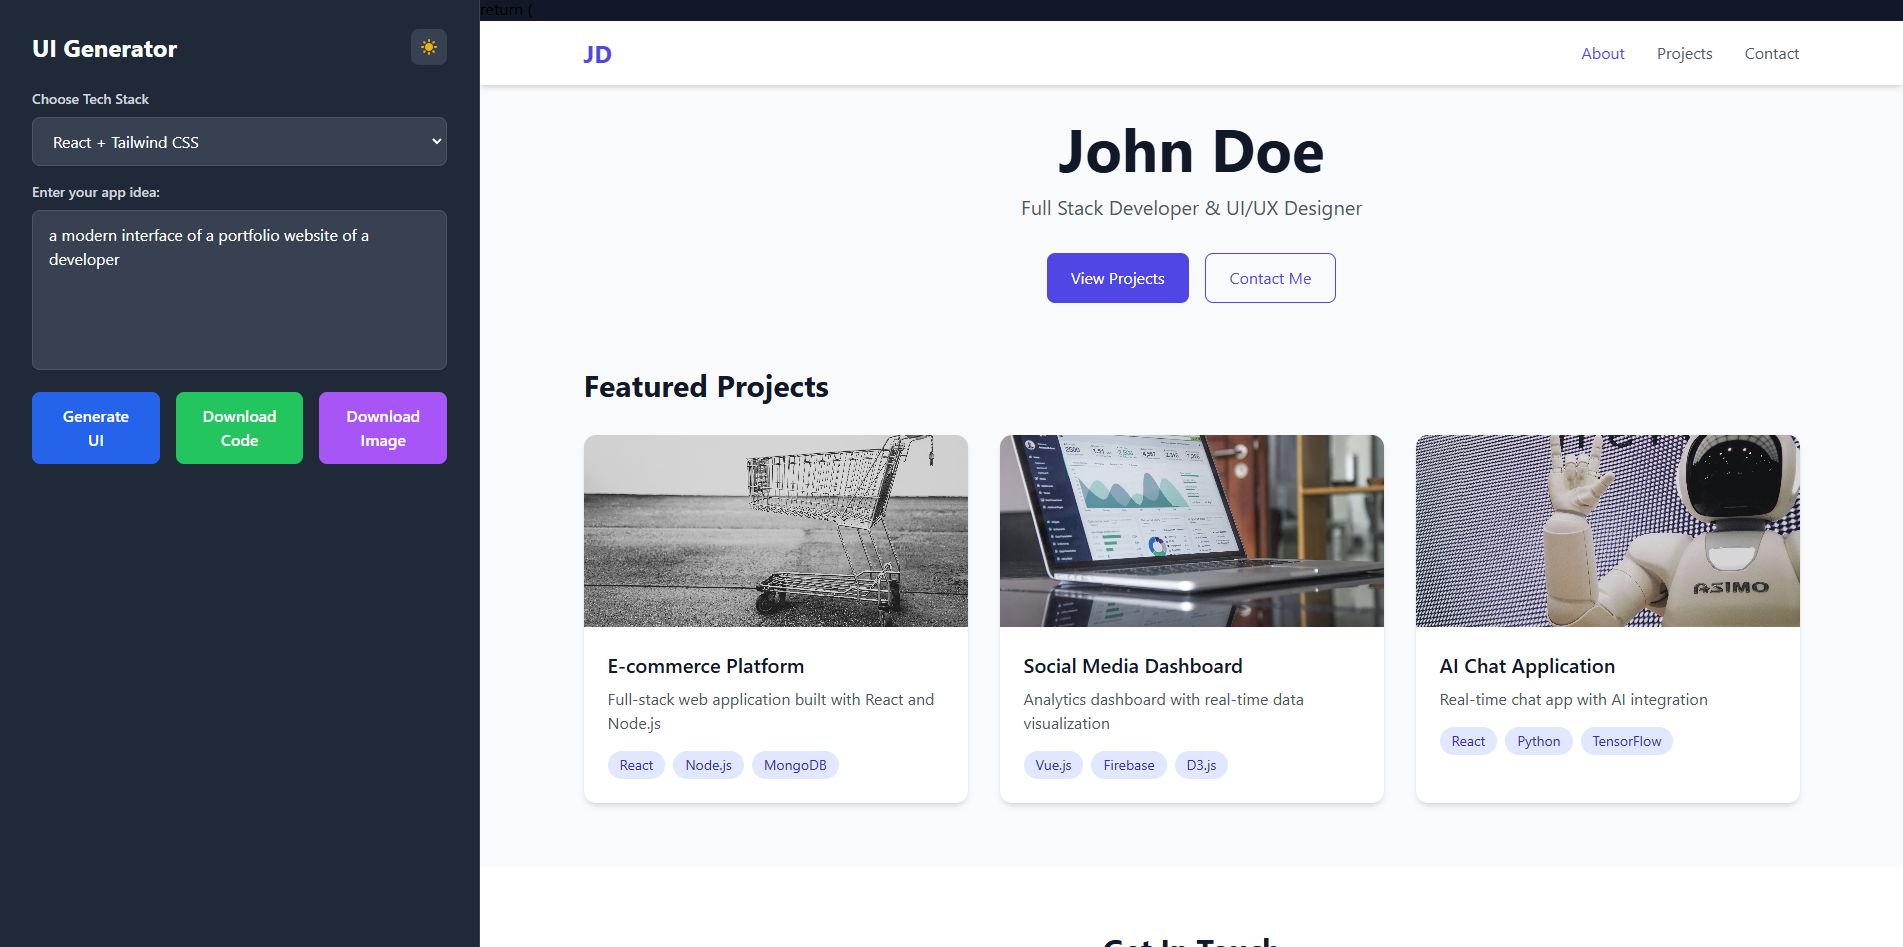 return (
UI Generator
Choose Tech Stack
React + Tailwind CSS
Enter your app idea:
a modern interface of a portfolio website of a
developer
Generate
UI
Download
Code
Download
Image
JD
About
Projects
Contact
John Doe
Full Stack Developer & UI/UX Designer
View Projects
Contact Me
Featured Projects
ASIMO
E-commerce Platform
Full-stack web application built with React and
Node.js
React
Node.js
MongoDB
Social Media Dashboard
Analytics dashboard with real-time data
visualization
Vue.js
Firebase
D3.js
AI Chat Application
Real-time chat app with AI integration
React
Python
TensorFlow
Get In Touch